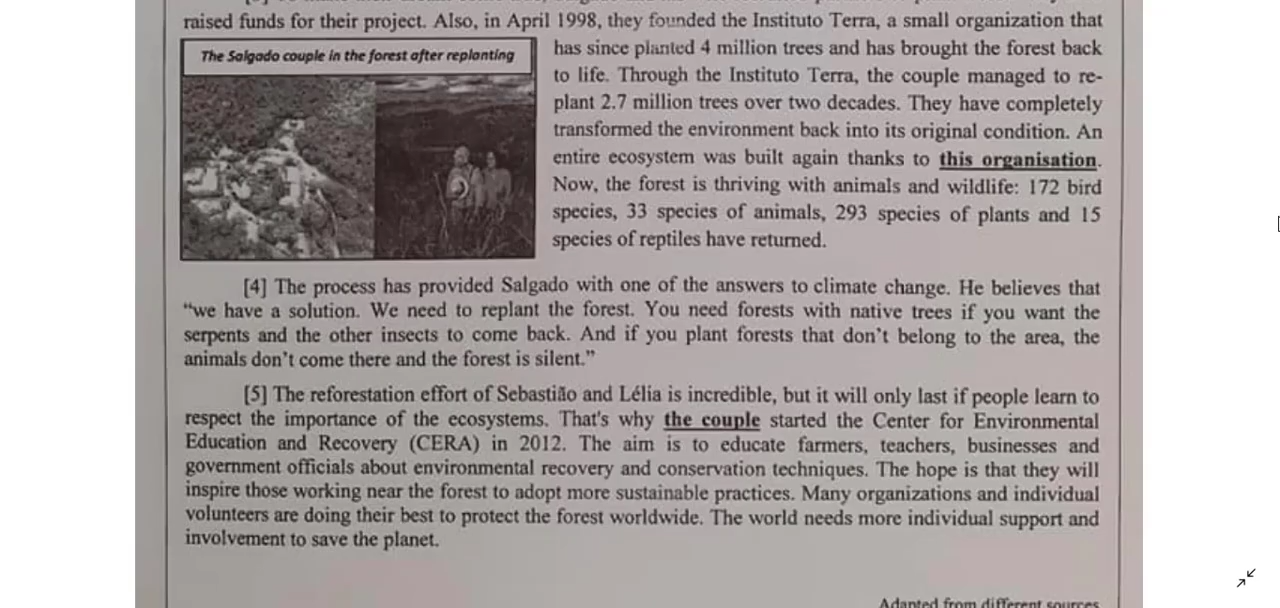 raised funds for their project. Also, in April 1998, they founded the Instituto Terra, a small organization that
The Salgado couple in the forest after replanting
has since planted 4 million trees and has brought the forest back
to life. Through the Instituto Terra, the couple managed to re-
plant 2.7 million trees over two decades. They have completely
transformed the environment back into its original condition. An
entire ecosystem was built again thanks to this organisation.
Now, the forest is thriving with animals and wildlife: 172 bird
species, 33 species of animals, 293 species of plants and 15
species of reptiles have returned.
[4] The process has provided Salgado with one of the answers to climate change. He believes that
“we have a solution. We need to replant the forest. You need forests with native trees if you want the
serpents and the other insects to come back. And if you plant forests that don’t belong to the area, the
animals don’t come there and the forest is silent.”
[5] The reforestation effort of Sebastião and Lélia is incredible, but it will only last if people learn to
respect the importance of the ecosystems. That's why the couple started the Center for Environmental
Education and Recovery (CERA) in 2012. The aim is to educate farmers, teachers, businesses and
government officials about environmental recovery and conservation techniques. The hope is that they will
inspire those working near the forest to adopt more sustainable practices. Many organizations and individual
volunteers are doing their best to protect the forest worldwide. The world needs more individual support and
involvement to save the planet.
Adapted from different sources